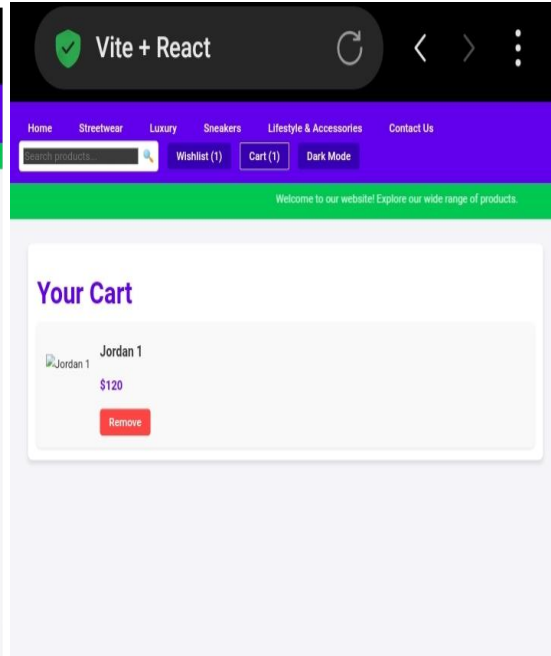 Vite + React
Home Streetwear Luxury Sneakers Lifestyle & Accessories Contact Us
Search products... Wishlist (1) Cart (1) Dark Mode
Welcome to our website! Explore our wide range of products.
Your Cart
Jordan 1
Jordan 1
$120
Remove